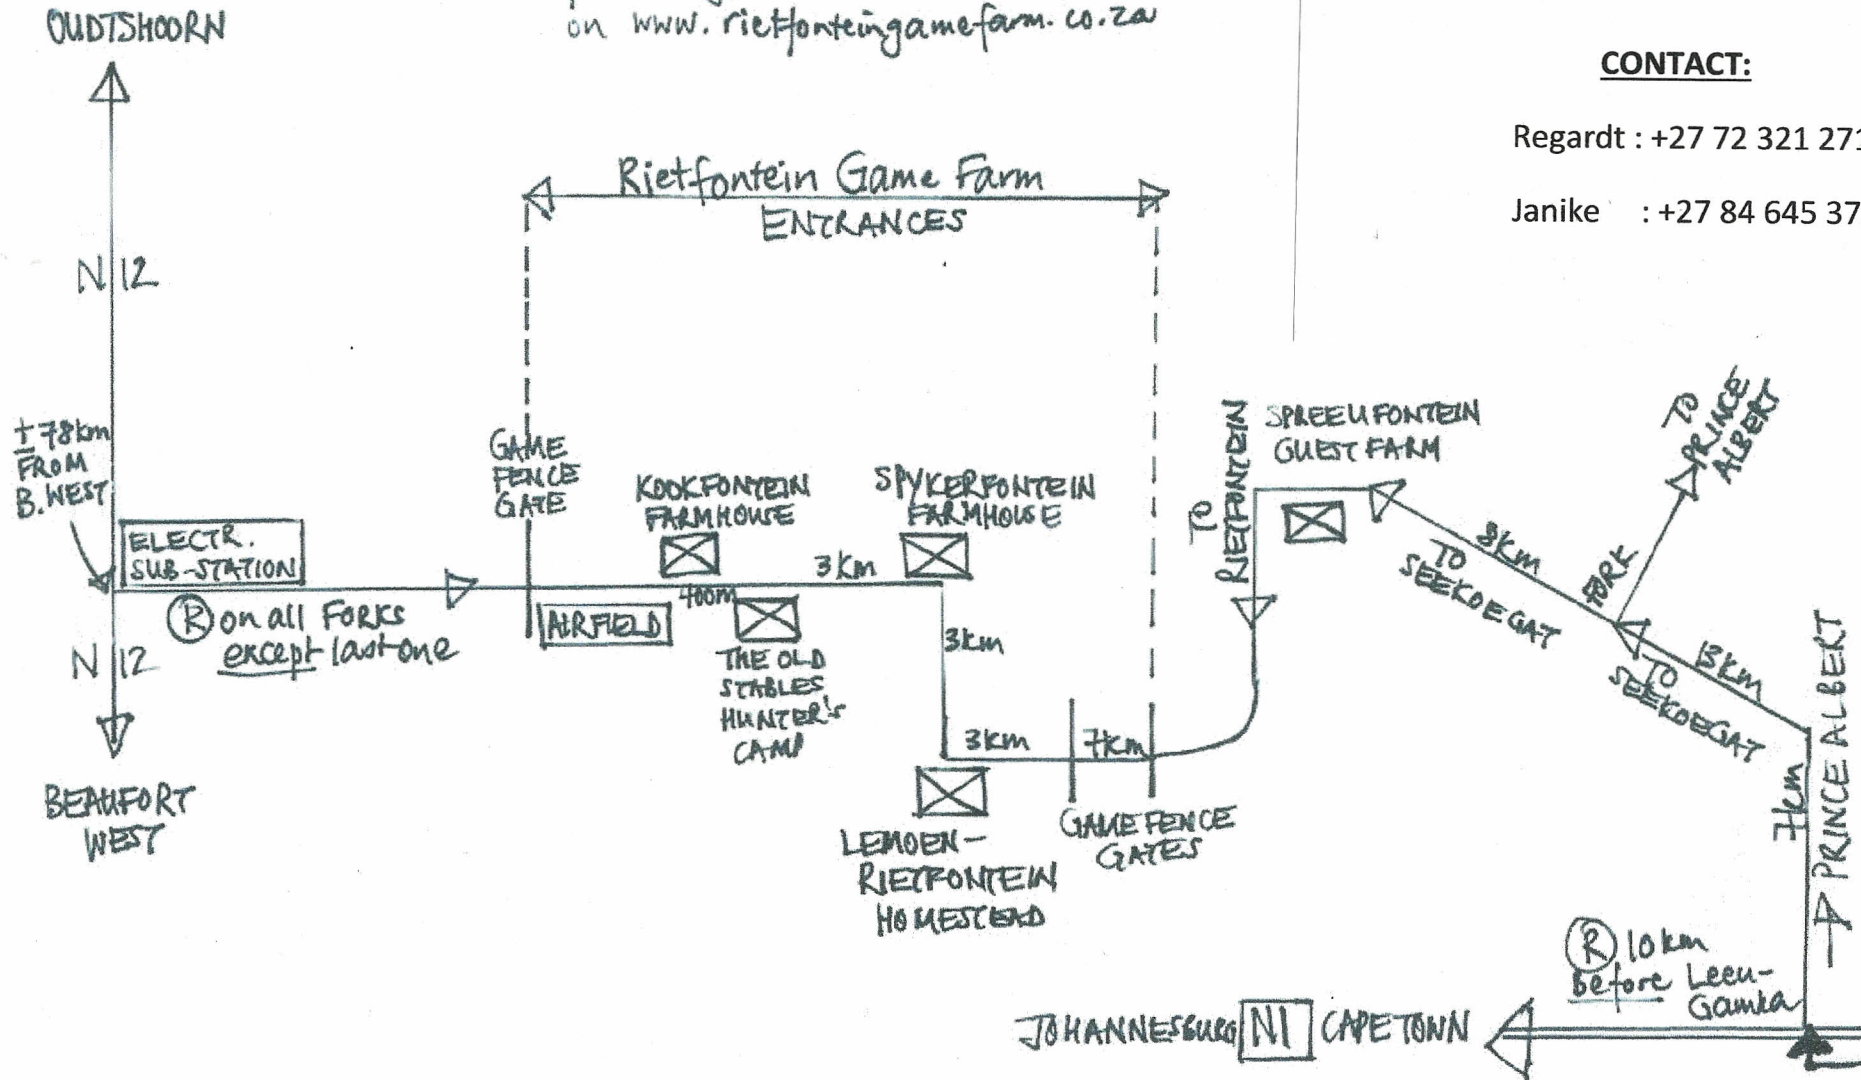 OUDTSHOORN
on www.rietfonteingamefarm.co.za
CONTACT:
Regardt : +27 72 321 271
Janike : +27 84 645 37
Rietfontein Game Farm
ENTRANCES
N 12
±78km
FROM
B.WEST
ELECTR.
SUB-STATION
GAME
FENCE
GATE
KOOKFONTEIN
FARMHOUSE
SPYKERFONTEIN
FARMHOUSE
3km
400m
AIRFIELD
R on all FORKS
except last one
N 12
THE OLD
STABLES
HUNTER's
CAMP
3km
3km
7km
BEAUFORT
WEST
LEMOEN-
RIETFONTEIN
HOMESTEAD
GAME FENCE
GATES
TO
RIETFONTEIN
SPREEUFONTEIN
GUEST FARM
TO
PRINCE
ALBERT
FORK
TO
SEEKOEGAT
13km
TO
SEEKOEGAT
7km
PRINCE ALBERT
R 10km
before Leeu-
Gamka
JOHANNESBURG N1 CAPETOWN